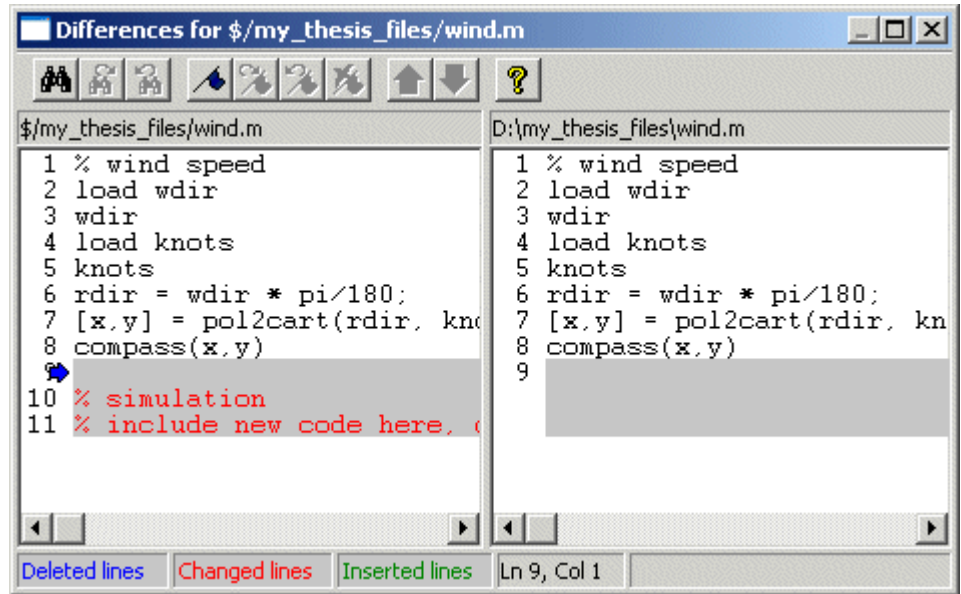 Differences for $/my_thesis_files/wind.m
$/my_thesis_files/wind.m
1 % wind speed
2 load wdir
3 wdir
4 load knots
5 knots
6 rdir = wdir * pi/180;
7 [x,y] = pol2cart(rdir, kno
8 compass(x,y)
9
10 % simulation
11 % include new code here,
D:\my_thesis_files\wind.m
1 % wind speed
2 load wdir
3 wdir
4 load knots
5 knots
6 rdir = wdir * pi/180;
7 [x,y] = pol2cart(rdir, kn
8 compass(x,y)
9
Deleted lines Changed lines Inserted lines Ln 9, Col 1